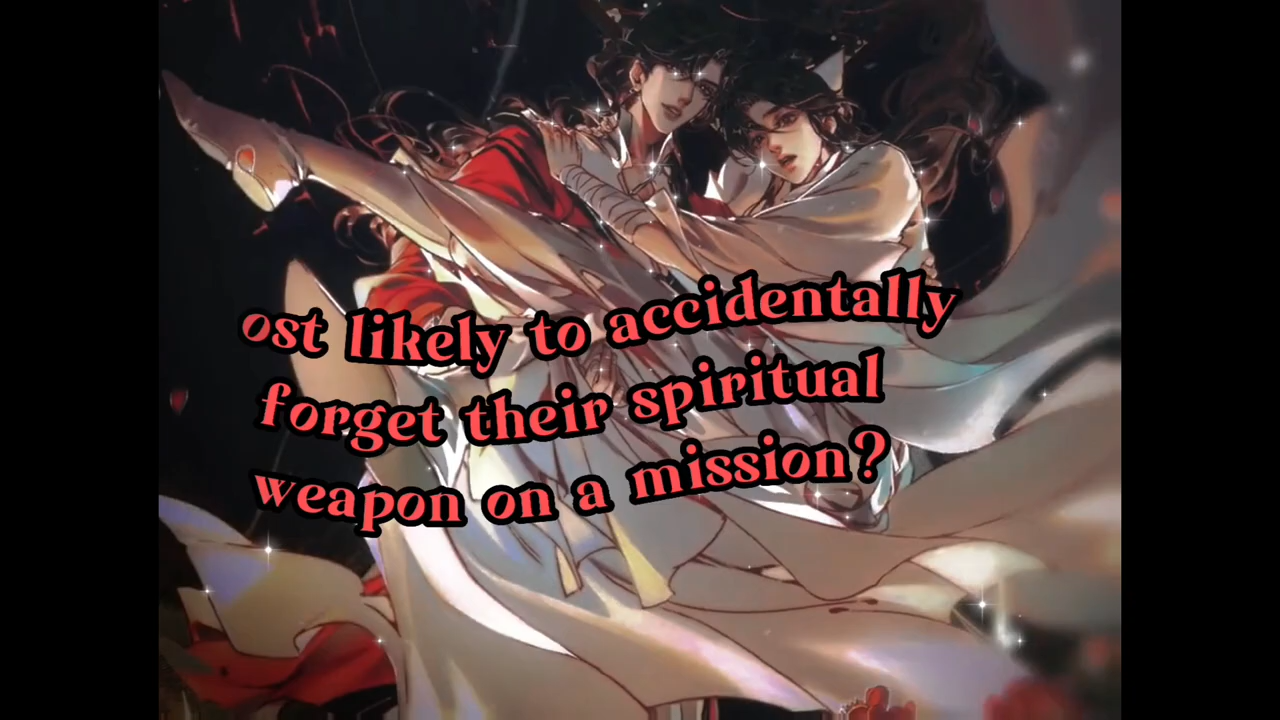 ost likely to accidentally
forget their spiritual
weapon on a mission?